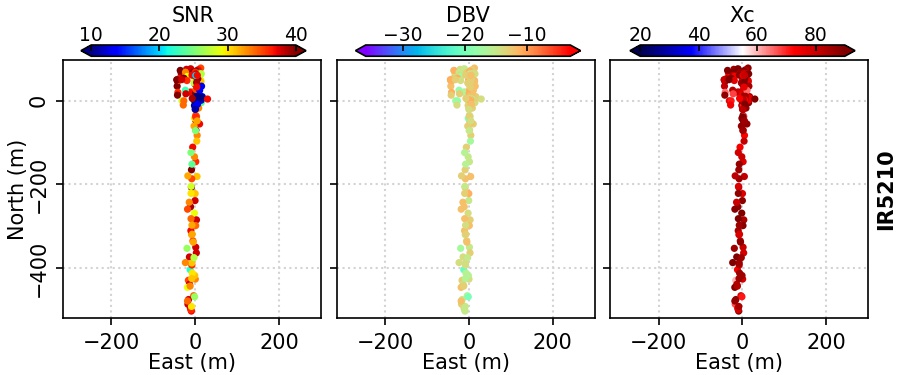 SNR DBV Xc
10 20 30 40 −30 −20 −10 20 40 60 80
North (m)
0
−200
−400
IR5210
−200 0 200 −200 0 200 −200 0 200
East (m) East (m) East (m)